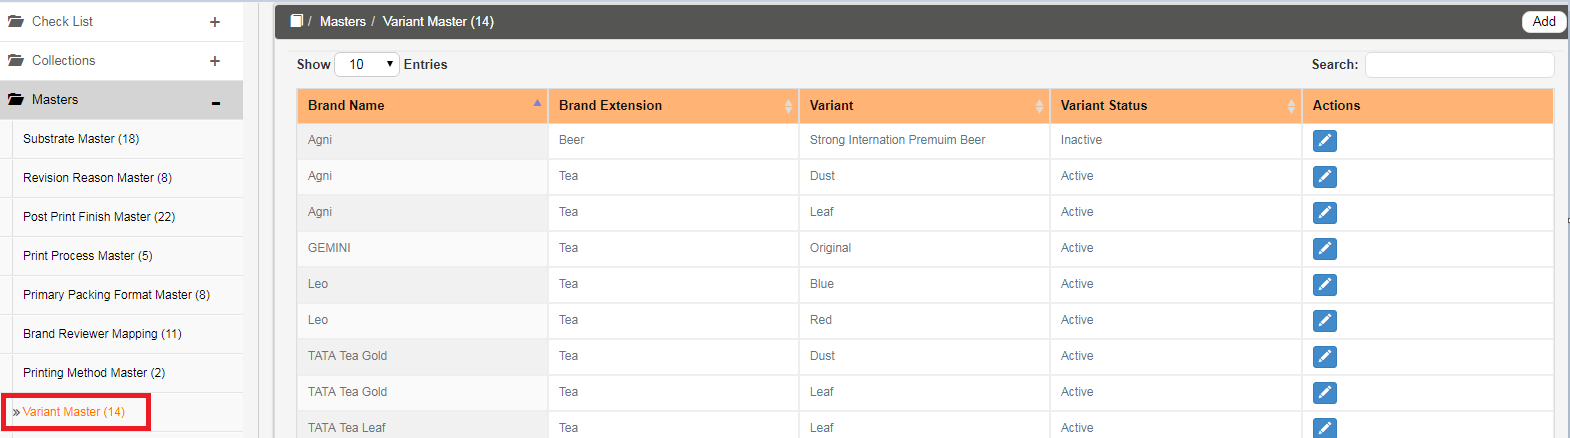 Check List +
Collections +
Masters -
Substrate Master (18)
Revision Reason Master (8)
Post Print Finish Master (22)
Print Process Master (5)
Primary Packing Format Master (8)
Brand Reviewer Mapping (11)
Printing Method Master (2)
» Variant Master (14)
/ Masters / Variant Master (14) Add
Show 10 Entries Search:
Brand Name Brand Extension Variant Variant Status Actions
Agni Beer Strong Internation Premuim Beer Inactive
Agni Tea Dust Active
Agni Tea Leaf Active
GEMINI Tea Original Active
Leo Tea Blue Active
Leo Tea Red Active
TATA Tea Gold Tea Dust Active
TATA Tea Gold Tea Leaf Active
TATA Tea Leaf Tea Leaf Active